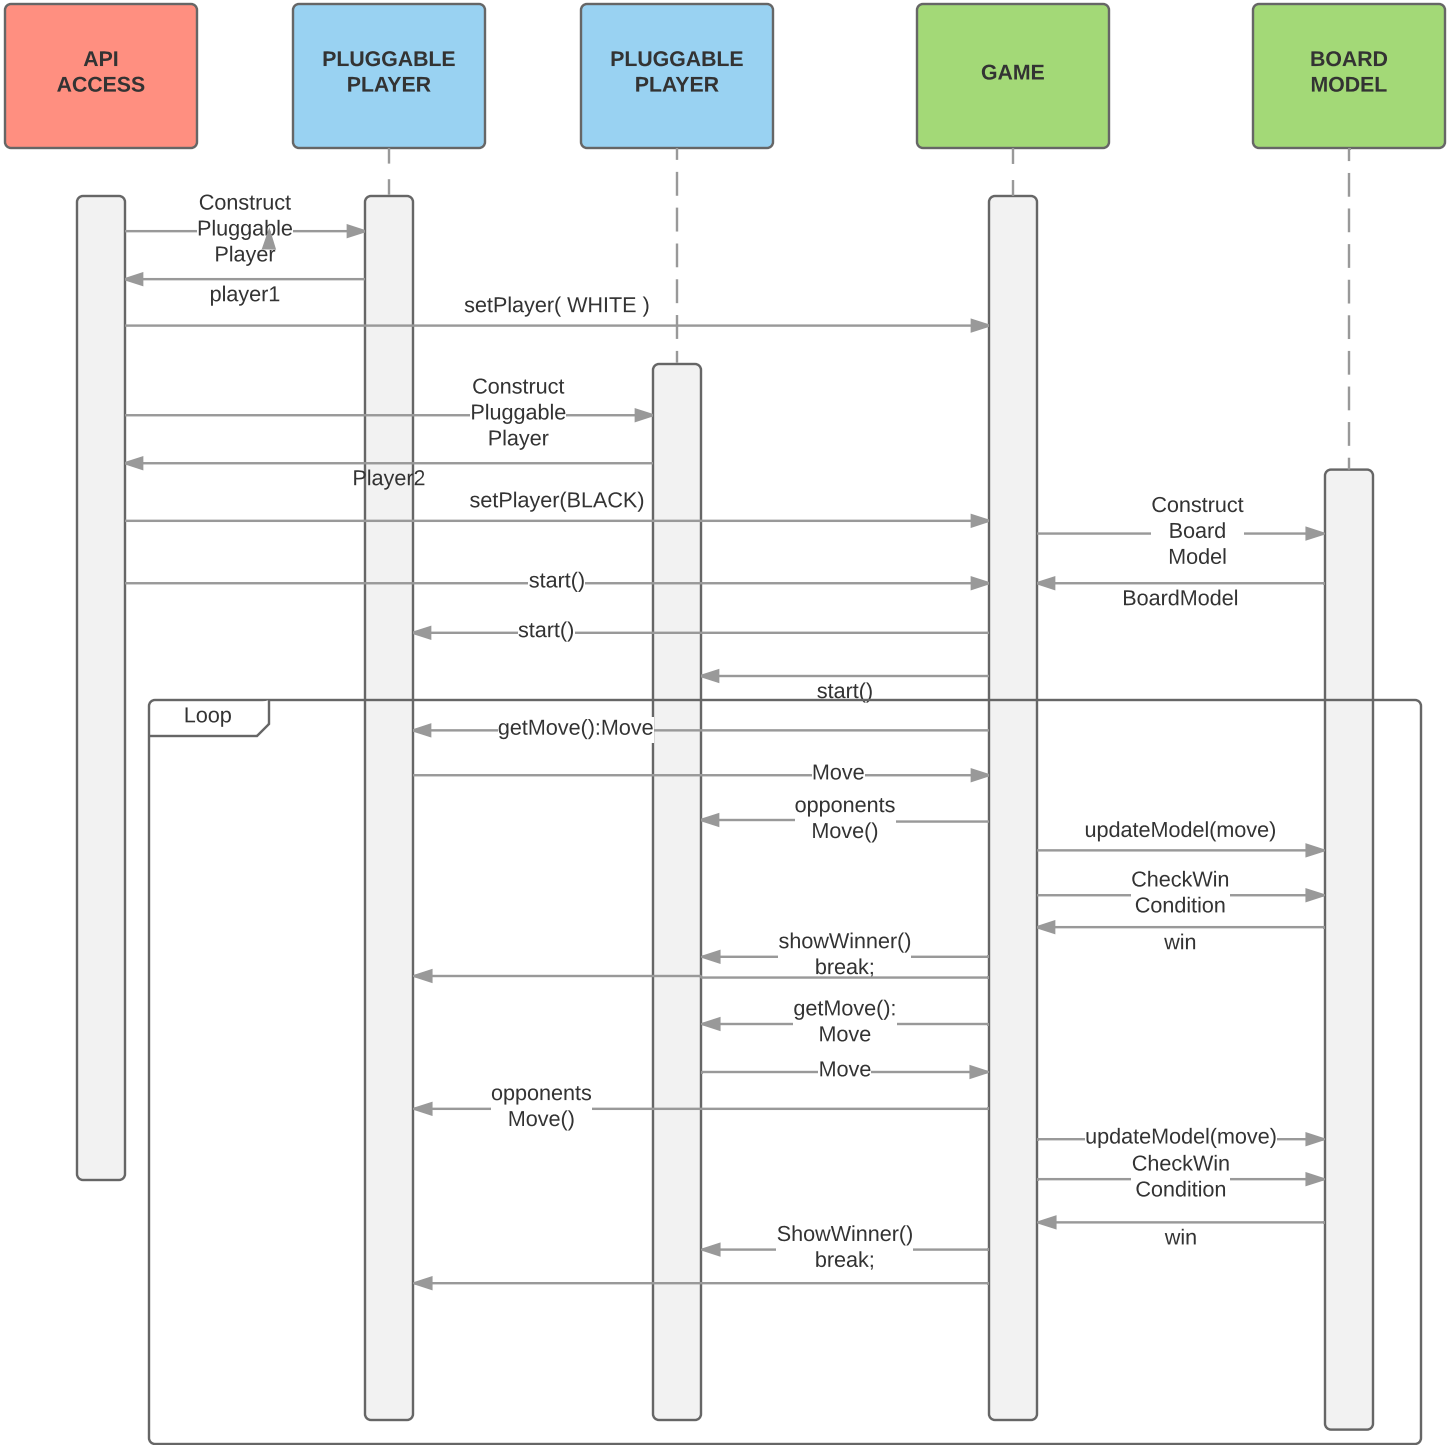 API
ACCESS
PLUGGABLE
PLAYER
PLUGGABLE
PLAYER
GAME
BOARD
MODEL
Construct
Pluggable
Player
player1
setPlayer( WHITE )
Construct
Pluggable
Player
Player2
setPlayer(BLACK)
Construct
Board
Model
start()
BoardModel
start()
start()
Loop
getMove():Move
Move
opponents
Move()
updateModel(move)
CheckWin
Condition
win
showWinner()
break;
getMove():
Move
Move
opponents
Move()
updateModel(move)
CheckWin
Condition
win
ShowWinner()
break;